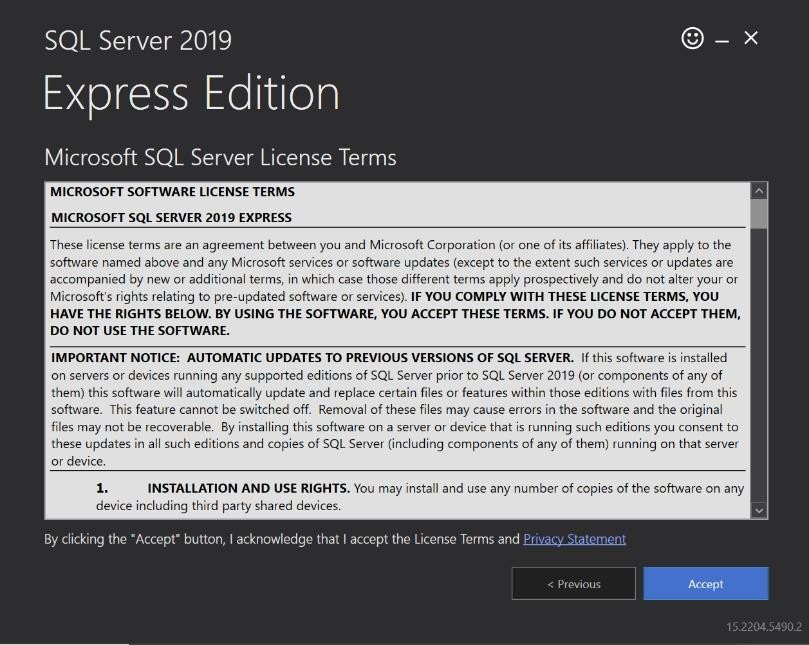 SQL Server 2019
Express Edition
Microsoft SQL Server License Terms
MICROSOFT SOFTWARE LICENSE TERMS
MICROSOFT SQL SERVER 2019 EXPRESS
These license terms are an agreement between you and Microsoft Corporation (or one of its affiliates). They apply to the
software named above and any Microsoft services or software updates (except to the extent such services or updates are
accompanied by new or additional terms, in which case those different terms apply prospectively and do not alter your or
Microsoft's rights relating to pre-updated software or services). IF YOU COMPLY WITH THESE LICENSE TERMS, YOU
HAVE THE RIGHTS BELOW. BY USING THE SOFTWARE, YOU ACCEPT THESE TERMS. IF YOU DO NOT ACCEPT THEM,
DO NOT USE THE SOFTWARE.
IMPORTANT NOTICE: AUTOMATIC UPDATES TO PREVIOUS VERSIONS OF SQL SERVER. If this software is installed
on servers or devices running any supported editions of SQL Server prior to SQL Server 2019 (or components of any of
them) this software will automatically update and replace certain files or features within those editions with files from this
software. This feature cannot be switched off. Removal of these files may cause errors in the software and the original
files may not be recoverable. By installing this software on a server or device that is running such editions you consent to
these updates in all such editions and copies of SQL Server (including components of any of them) running on that server
or device.
1. INSTALLATION AND USE RIGHTS. You may install and use any number of copies of the software on any
device including third party shared devices.
By clicking the "Accept" button, I acknowledge that I accept the License Terms and Privacy Statement
< Previous
Accept
15.2204.5490.2